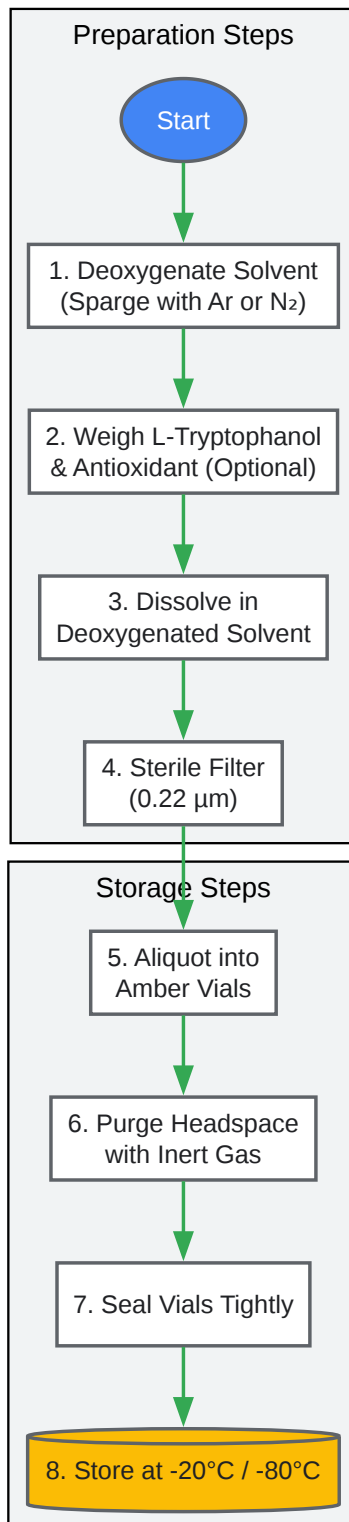 Preparation Steps
Start
1. Deoxygenate Solvent
(Sparge with Ar or N₂)
2. Weigh L-Tryptophanol
& Antioxidant (Optional)
3. Dissolve in
Deoxygenated Solvent
4. Sterile Filter
(0.22 µm)
Storage Steps
5. Aliquot into
Amber Vials
6. Purge Headspace
with Inert Gas
7. Seal Vials Tightly
8. Store at -20°C / -80°C